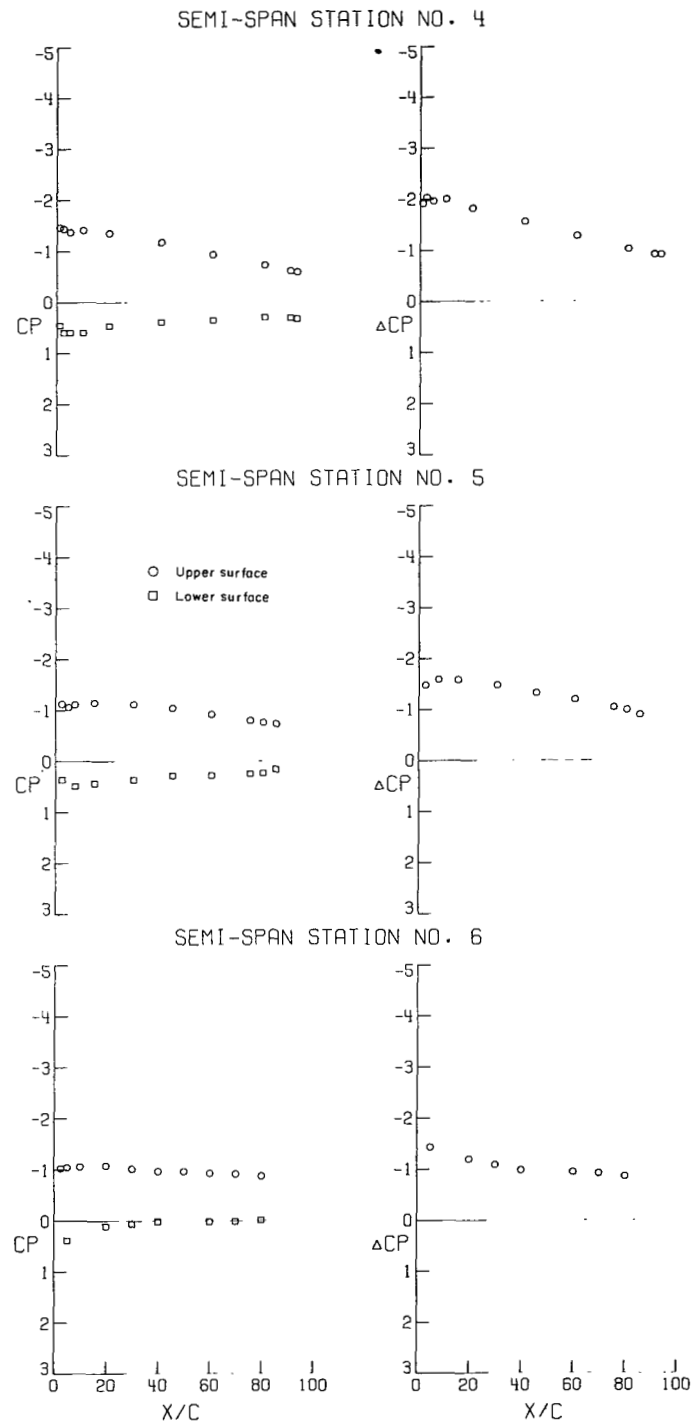 SEMI-SPAN STATION NO. 4
-5 -5
-4 -4
-3 -3
-2 -2
-1 -1
0 0
CP ΔCP
1 1
2 2
3 3
SEMI-SPAN STATION NO. 5
-5 -5
-4 -4
○ Upper surface
□ Lower surface
-3 -3
-2 -2
-1 -1
0 0
CP ΔCP
1 1
2 2
3 3
SEMI-SPAN STATION NO. 6
-5 -5
-4 -4
-3 -3
-2 -2
-1 -1
0 0
CP ΔCP
1 1
2 2
3 3
0 20 40 60 80 100 0 20 40 60 80 100
X/C X/C